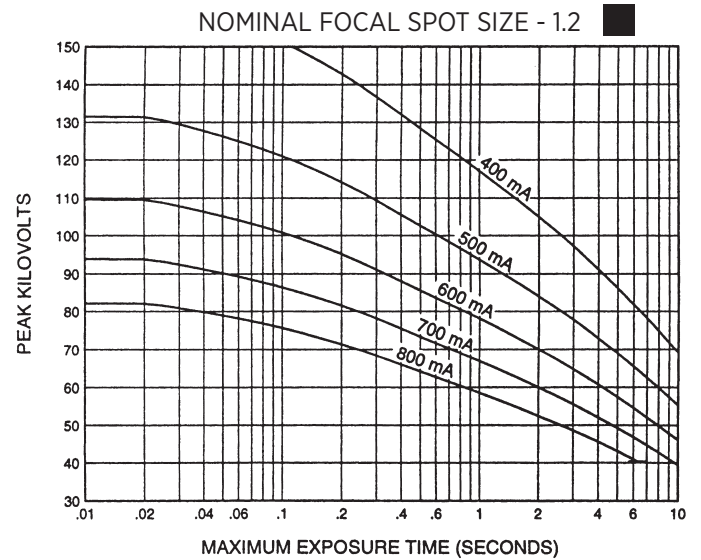 NOMINAL FOCAL SPOT SIZE - 1.2
150
140
130
120
110
100
90
80
70
60
50
40
30
PEAK KILOVOLTS
400 mA
500 mA
600 mA
700 mA
800 mA
.01 .02 .04 .06 .1 .2 .4 .6 1 2 4 6 10
MAXIMUM EXPOSURE TIME (SECONDS)